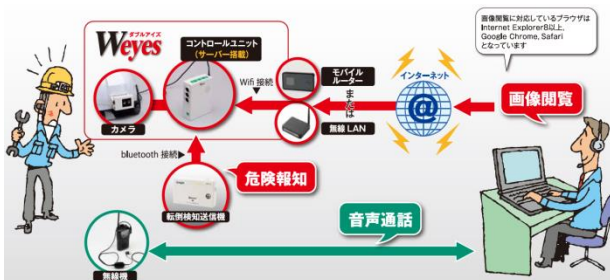 ダブルアイズ
Weyes
コントロールユニット
（サーバー搭載）
カメラ
Wifi 接続
モバイル
ルーター
または
無線 LAN
インターネット
@
画像閲覧に対応しているブラウザは
Internet Explorer8以上,
Google Chrome, Safari
となっています
画像閲覧
bluetooth 接続
危険報知
転倒検知送信機
音声通話
無線機